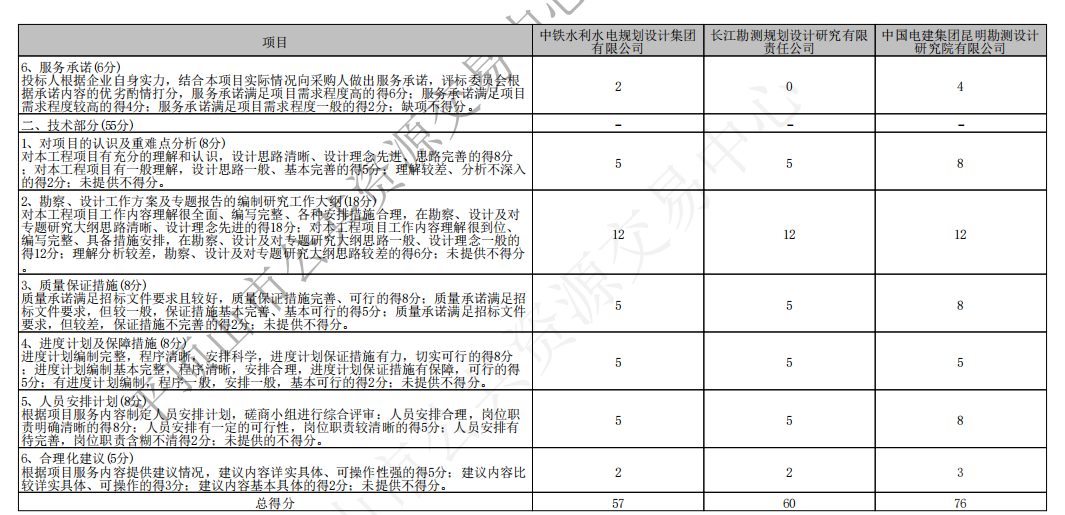 项目
中铁水利水电规划设计集团
有限公司
长江勘测规划设计研究有限
责任公司
中国电建集团昆明勘测设计
研究院有限公司
6、服务承诺(6分)
投标人根据企业自身实力，结合本项目实际情况向采购人做出服务承诺，评标委员会根
据承诺内容的优劣酌情打分，服务承诺满足项目需求程度高的得6分；服务承诺满足项目
需求程度较高的得4分；服务承诺满足项目需求程度一般的得2分；缺项不得分。
2
0
4
二、技术部分(55分)
–
–
–
1、对项目的认识及重难点分析(8分)
对本工程项目有充分的理解和认识，设计思路清晰、设计理念先进、思路完善的得8分
；对本工程项目有一般理解，设计思路一般、基本完善的得5分；理解较差、分析不深入
的得2分；未提供不得分。
5
5
8
2、勘察、设计工作方案及专题报告的编制研究工作大纲(18分)
对本工程项目工作内容理解很全面、编写完整、各种安排措施合理，在勘察、设计及对
专题研究大纲思路清晰、设计理念先进的得18分；对本工程项目工作内容理解很到位、
编写完整、具备措施安排，在勘察、设计及对专题研究大纲思路一般、设计理念一般的
得12分；理解分析较差，勘察、设计及对专题研究大纲思路较差的得6分；未提供不得分
。
12
12
12
3、质量保证措施(8分)
质量承诺满足招标文件要求且较好，质量保证措施完善、可行的得8分；质量承诺满足招
标文件要求，但较一般，保证措施基本完善、基本可行的得5分；质量承诺满足招标文件
要求，但较差，保证措施不完善的得2分；未提供不得分。
5
5
8
4、进度计划及保障措施(8分)
进度计划编制完整，程序清晰，安排科学，进度计划保证措施有力，切实可行的得8分
；进度计划编制基本完整，程序清晰，安排合理，进度计划保证措施有保障，可行的得
5分；有进度计划编制，程序一般，安排一般，基本可行的得2分；未提供不得分。
5
5
5
5、人员安排计划(8分)
根据项目服务内容制定人员安排计划，磋商小组进行综合评审；人员安排合理，岗位职
责明确清晰的得8分；人员安排有一定的可行性，岗位职责较清晰的得5分；人员安排有
待完善，岗位职责含糊不清得2分；未提供的不得分。
5
5
8
6、合理化建议(5分)
根据项目服务内容提供建议情况，建议内容详实具体、可操作性强的得5分；建议内容比
较详实具体、可操作的得3分；建议内容基本具体的得2分；未提供不得分。
2
2
3
总得分
57
60
76
平顶山市公共资源交易中心
山市公共资源交易中心